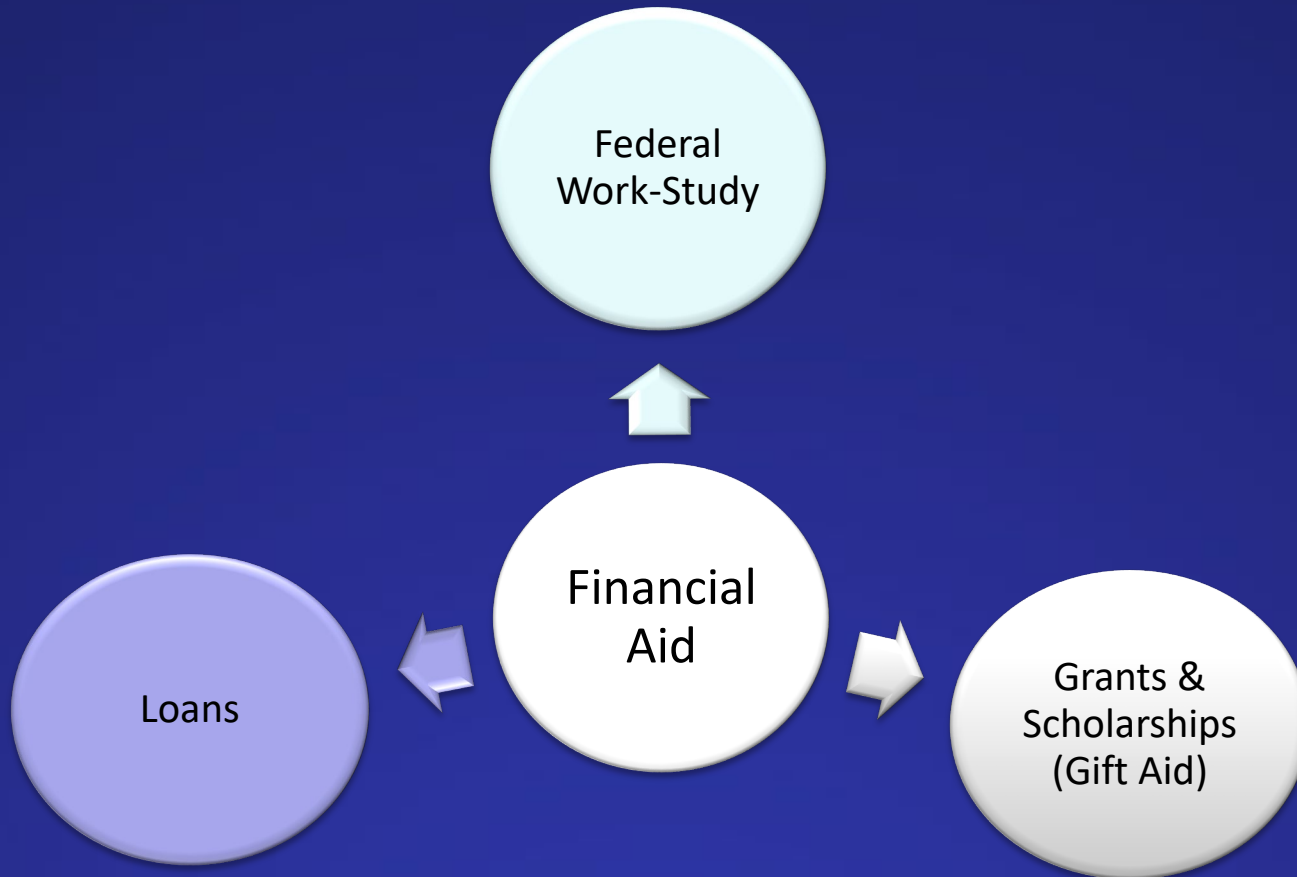 Federal
Work-Study
Financial
Aid
Loans
Grants &
Scholarships
(Gift Aid)